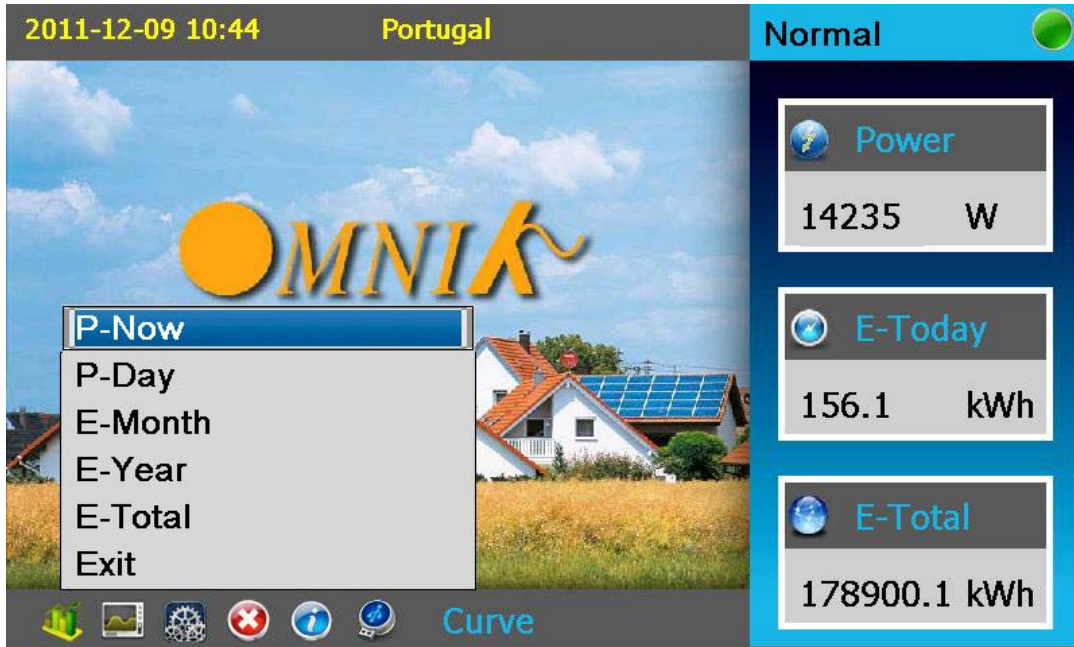 2011-12-09 10:44 Portugal
Normal
OMNIK
P-Now
P-Day
E-Month
E-Year
E-Total
Exit
Curve
Power
14235 W
E-Today
156.1 kWh
E-Total
178900.1 kWh